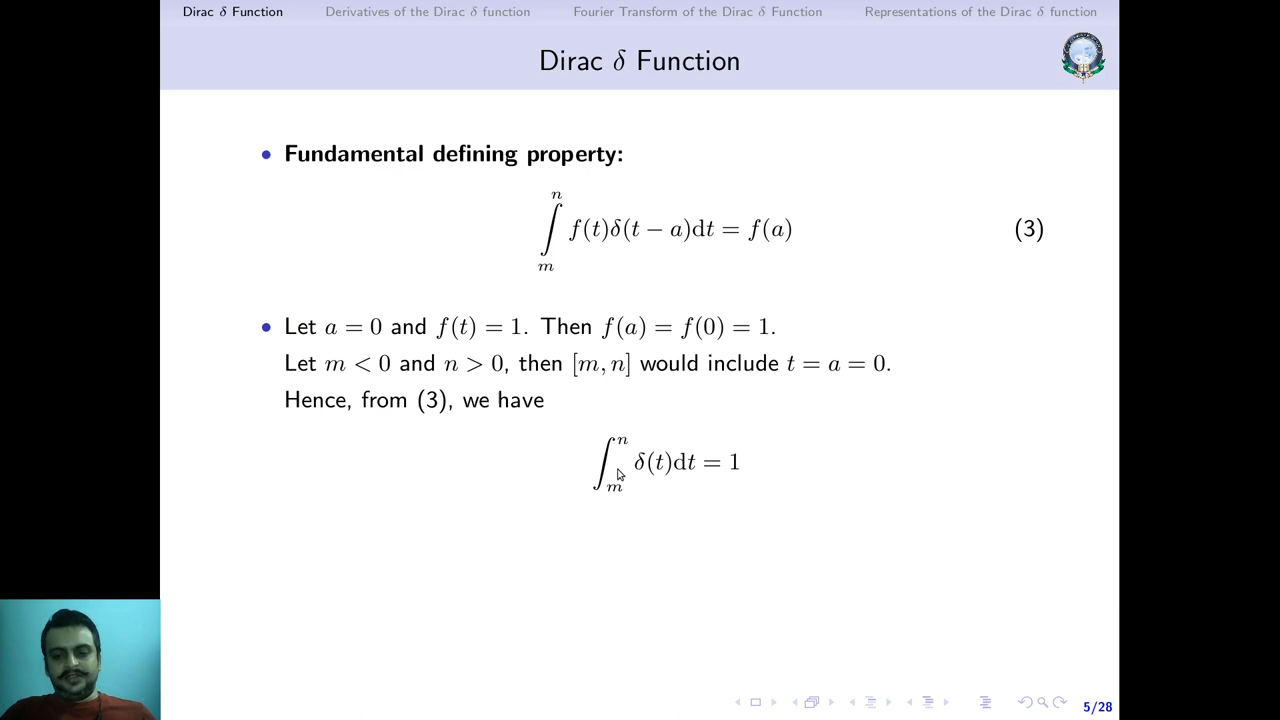 Dirac δ Function Derivatives of the Dirac δ function Fourier Transform of the Dirac δ Function Representations of the Dirac δ function
Dirac δ Function
• Fundamental defining property:
∫_m^n f(t)δ(t − a)dt = f(a) (3)
• Let a = 0 and f(t) = 1. Then f(a) = f(0) = 1.
Let m < 0 and n > 0, then [m, n] would include t = a = 0.
Hence, from (3), we have
∫_m^n δ(t)dt = 1
5/28